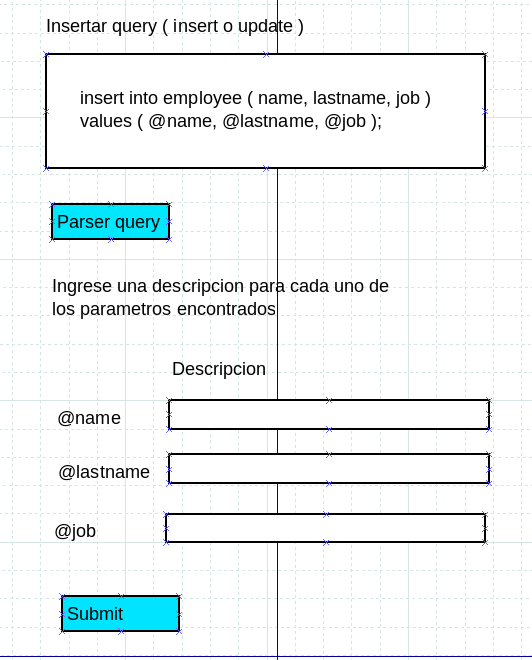 Insertar query ( insert o update )
insert into employee ( name, lastname, job )
values ( @name, @lastname, @job );
Parser query
Ingrese una descripcion para cada uno de
los parametros encontrados
Descripcion
@name
@lastname
@job
Submit